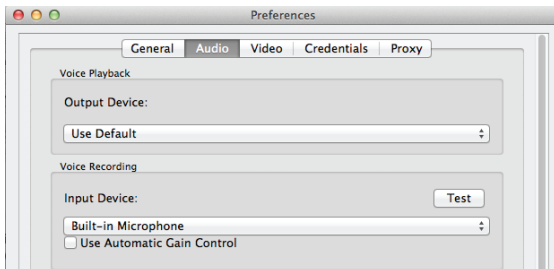 Preferences
General Audio Video Credentials Proxy
Voice Playback
Output Device:
Use Default
Voice Recording
Input Device: Test
Built-in Microphone
Use Automatic Gain Control